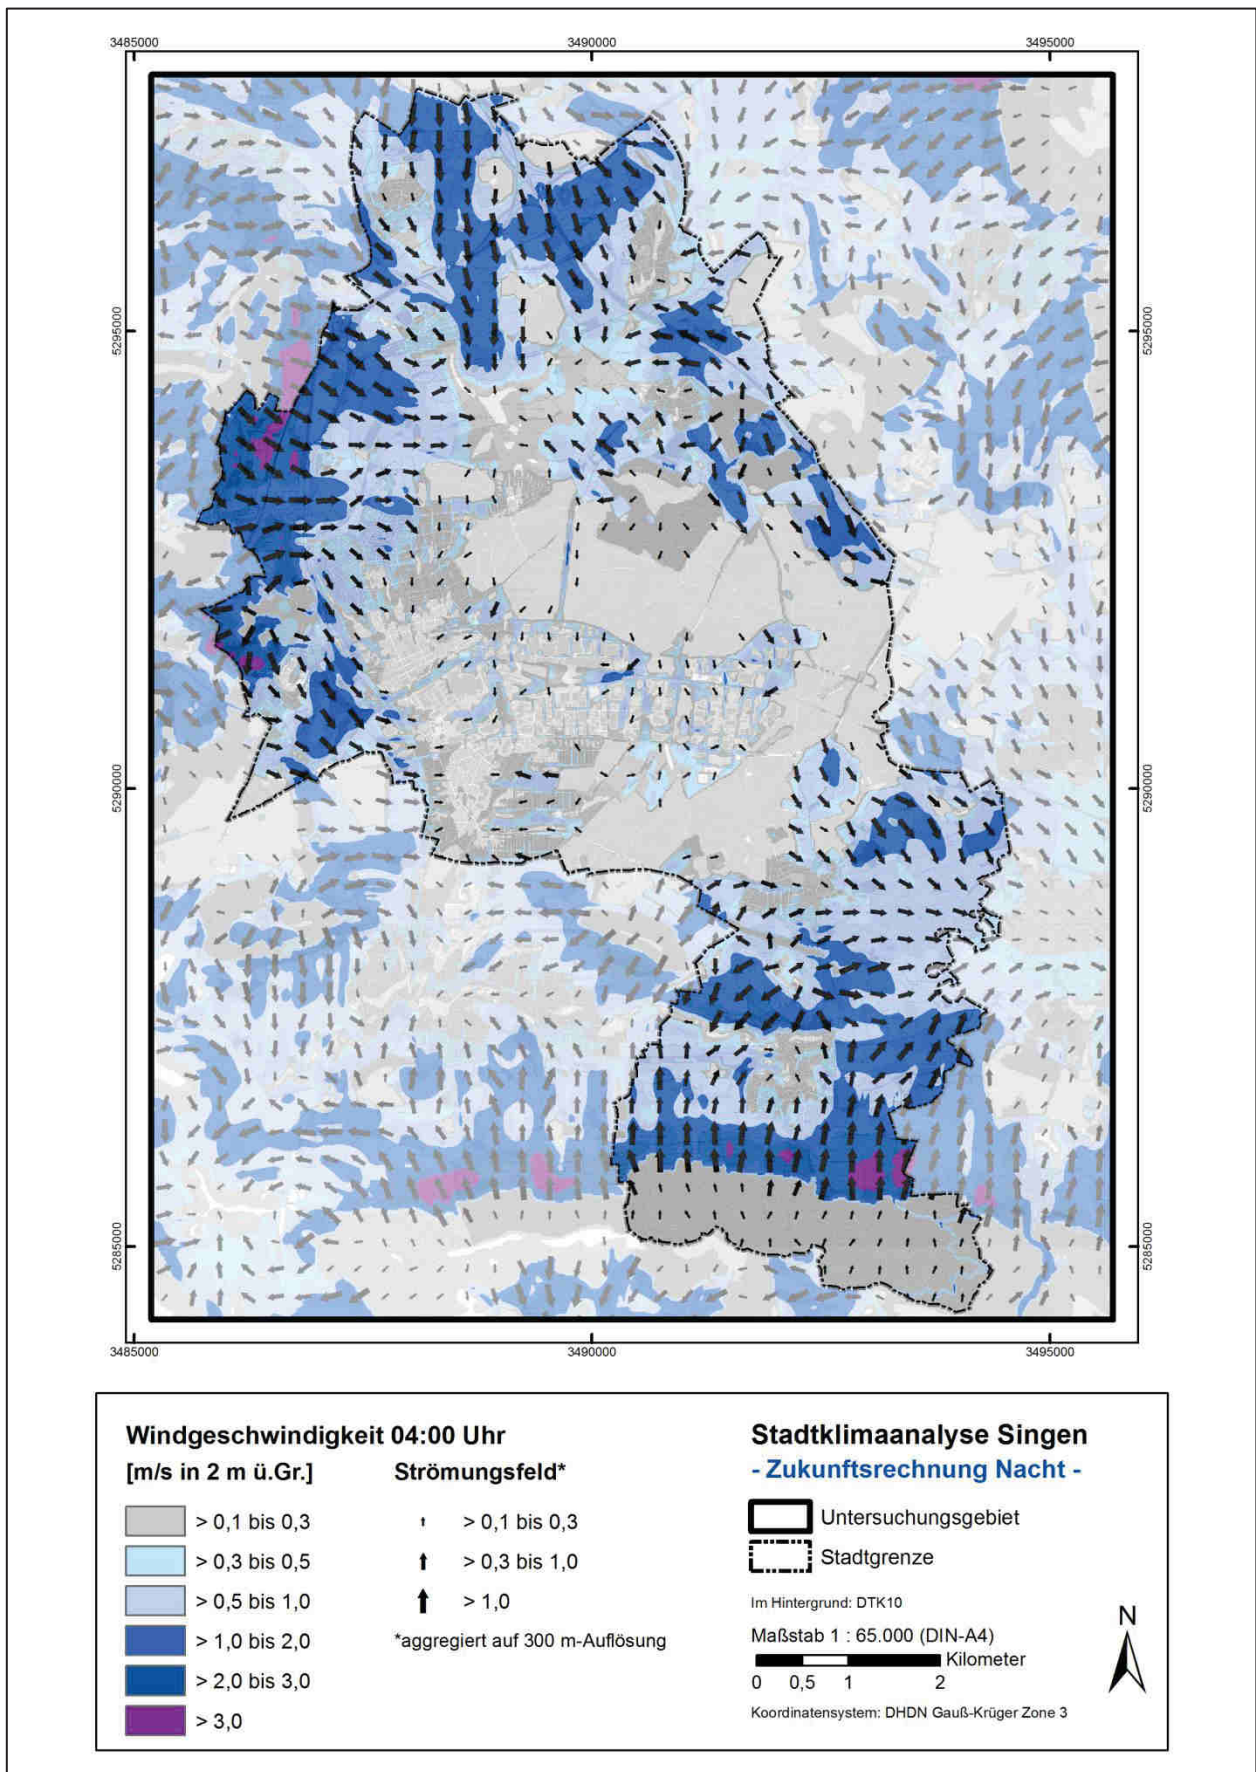 3485000 3490000 3495000
5295000 5295000
5290000 5290000
5285000 5285000
3485000 3490000 3495000
Windgeschwindigkeit 04:00 Uhr
[m/s in 2 m ü.Gr.]
> 0,1 bis 0,3
> 0,3 bis 0,5
> 0,5 bis 1,0
> 1,0 bis 2,0
> 2,0 bis 3,0
> 3,0
Strömungsfeld*
> 0,1 bis 0,3
> 0,3 bis 1,0
> 1,0
*aggregiert auf 300 m-Auflösung
Stadtklimaanalyse Singen
- Zukunftsrechnung Nacht -
Untersuchungsgebiet
Stadtgrenze
Im Hintergrund: DTK10
Maßstab 1 : 65.000 (DIN-A4)
Kilometer
0 0,5 1 2
Koordinatensystem: DHDN Gauß-Krüger Zone 3
N